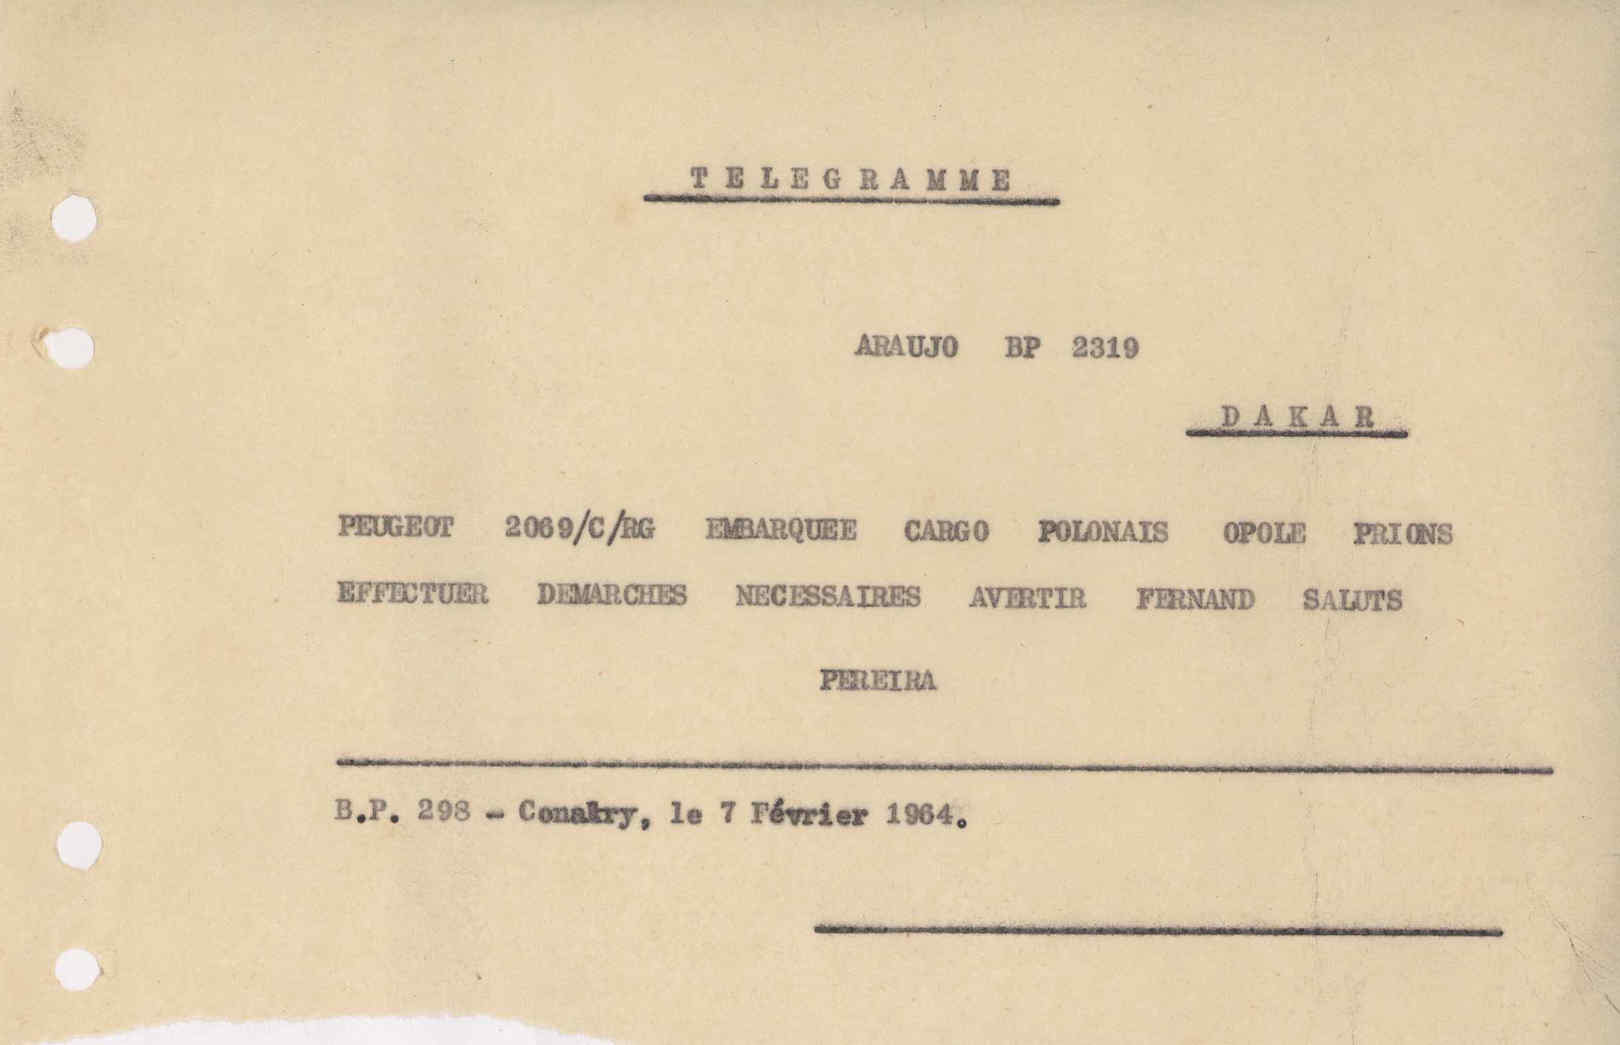 TELEGRAMME
ARAUJO BP 2319
DAKAR
PEUGEOT 2069/C/RG EMBARQUEE CARGO POLONAIS OPOLE PRIONS
EFFECTUER DEMARCHES NECESSAIRES AVERTIR FERNAND SALUTS
PEREIRA
B.P. 298 - Conakry, le 7 Février 1964.